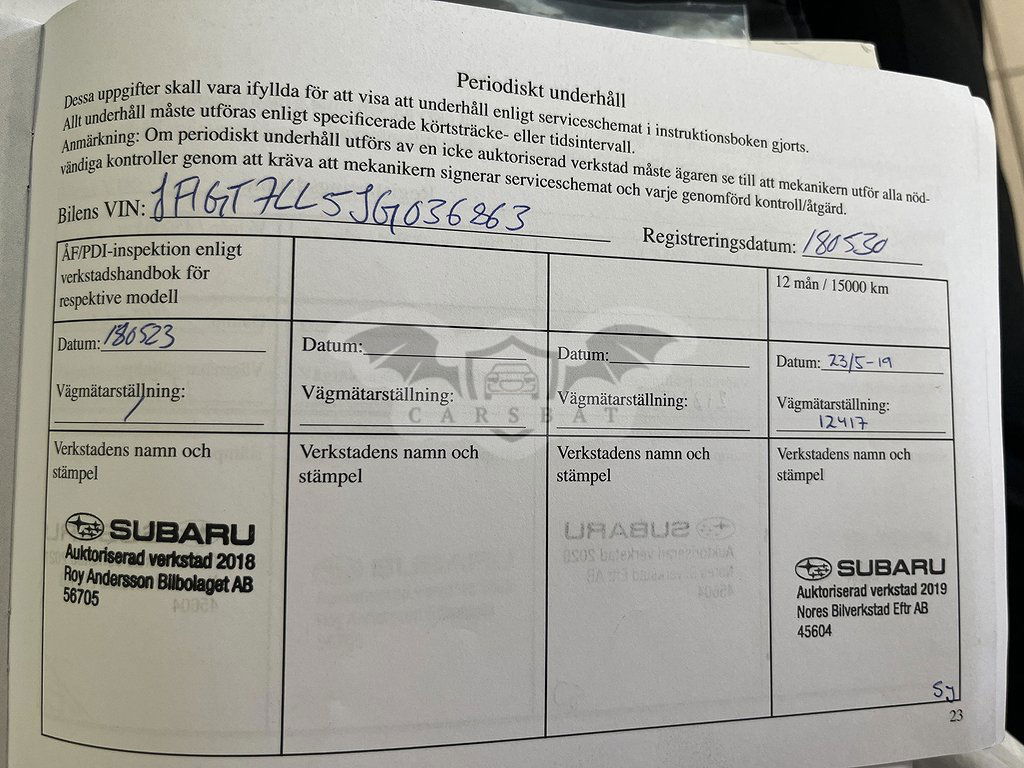 Periodiskt underhåll
Dessa uppgifter skall vara ifyllda för att visa att underhåll enligt serviceschemat i instruktionsboken gjorts.
Allt underhåll måste utföras enligt specificerade körtsträcke- eller tidsintervall.
Anmärkning: Om periodiskt underhåll utförs av en icke auktoriserad verkstad måste ägaren se till att mekanikern utför alla nöd-
vändiga kontroller genom att kräva att mekanikern signerar serviceschemat och varje genomförd kontroll/åtgärd.
Bilens VIN: JF1GT7LL5JG036863
Registreringsdatum: 180530
ÅF/PDI-inspektion enligt
verkstadshandbok för
respektive modell
Datum: 180523
Vägmätarställning:
Verkstadens namn och
stämpel
SUBARU
Auktoriserad verkstad 2018
Roy Andersson Bilbolaget AB
56705
Datum:
Vägmätarställning:
Verkstadens namn och
stämpel
Datum:
Vägmätarställning:
Verkstadens namn och
stämpel
12 mån / 15000 km
Datum: 23/5-19
Vägmätarställning:
12417
Verkstadens namn och
stämpel
SUBARU
Auktoriserad verkstad 2019
Nores Bilverkstad Eftr AB
45604
Sy
23
CARSBAT